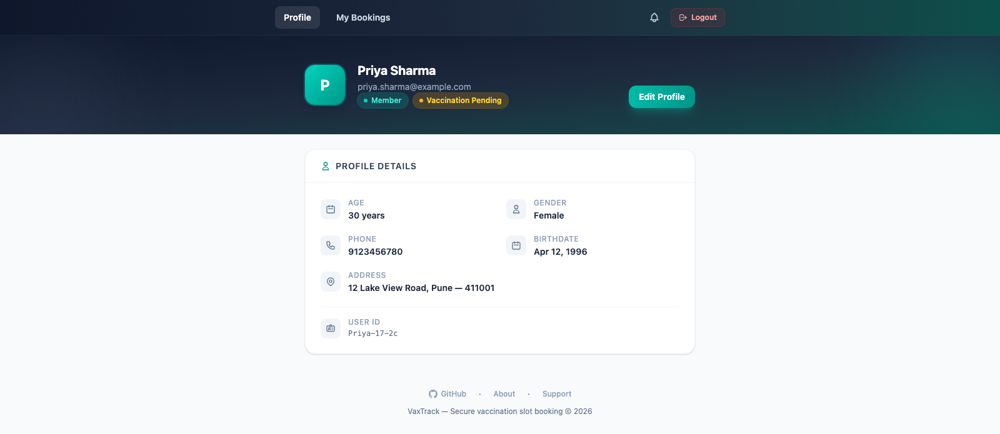 Profile My Bookings Logout
P
Priya Sharma
priya.sharma@example.com
Member Vaccination Pending
Edit Profile
PROFILE DETAILS
AGE
30 years
GENDER
Female
PHONE
9123456780
BIRTHDATE
Apr 12, 1996
ADDRESS
12 Lake View Road, Pune — 411001
USER ID
Priya-17-2c
GitHub · About · Support
VaxTrack — Secure vaccination slot booking © 2026